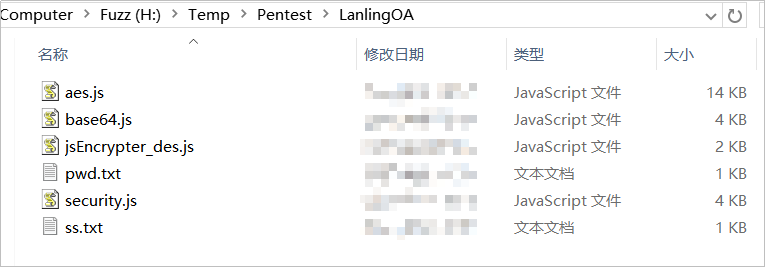 Computer > Fuzz (H:) > Temp > Pentest > LanlingOA
名称 修改日期 类型 大小
aes.js JavaScript 文件 14 KB
base64.js JavaScript 文件 4 KB
jsEncrypter_des.js JavaScript 文件 2 KB
pwd.txt 文本文档 1 KB
security.js JavaScript 文件 4 KB
ss.txt 文本文档 1 KB